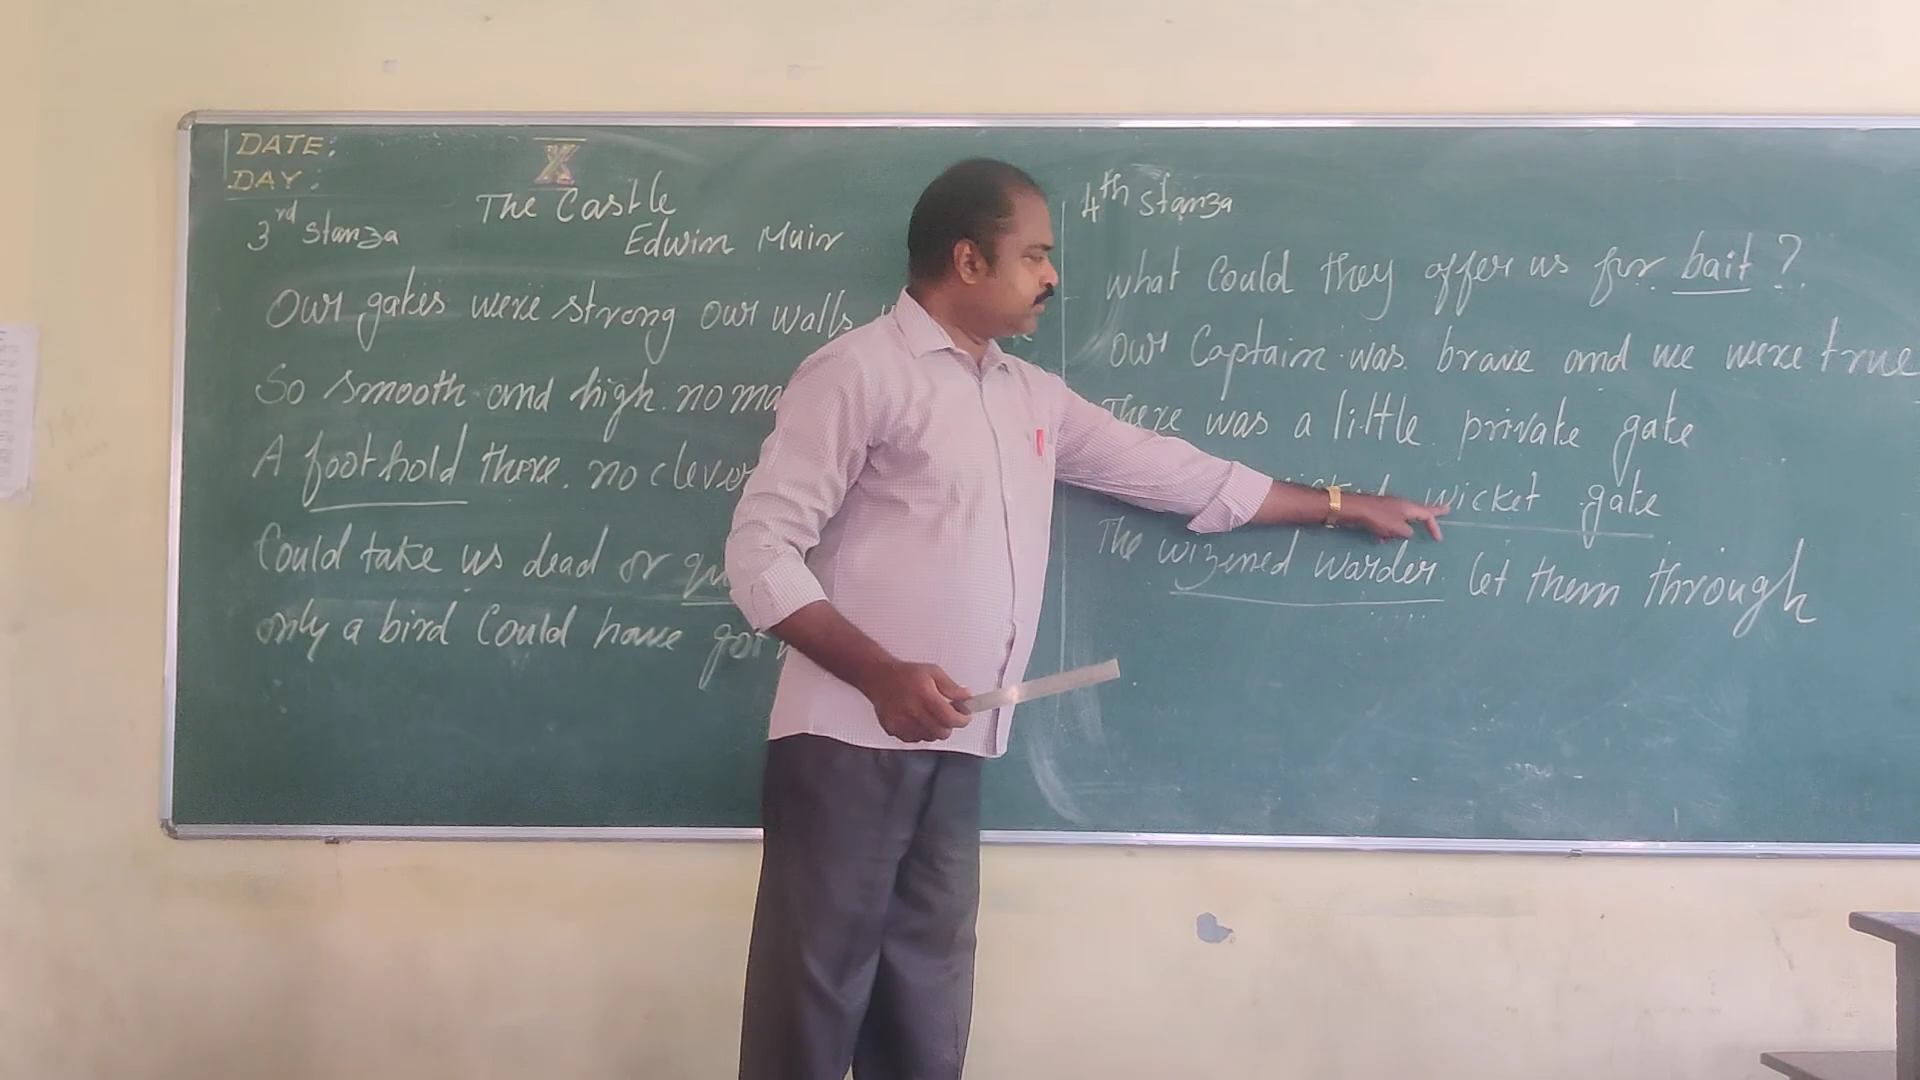 DATE:
DAY:
X
The Castle
Edwin Muir
3rd stanza
Our gates were strong our walls
So smooth and high. no
A foothold there. no clever
Could take us dead or
only a bird Could have got
4th stanza
what Could they offer us for bait?
our Captain was brave and we were true
There was a little private gate
wicket gate
The wizened warder let them through